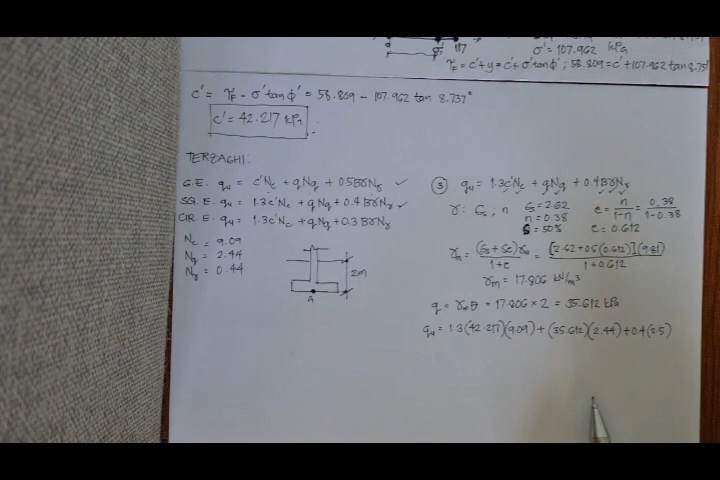 117
σ' = 107.962 kPa
τF = c' + y = c' + σ'tan φ' ; 58.809 = c' + 107.962 tan 8.737°
c' = τF - σ'tan φ' = 58.809 - 107.962 tan 8.737°
c' = 42.217 kPa
TERZAGHI:
G.E. qu = c'Nc + qNq + 0.5BγNγ ✓
SQ. E. qu = 1.3c'Nc + qNq + 0.4BγNγ ✓
CIR. E. qu = 1.3c'Nc + qNq + 0.3BγNγ
Nc = 9.09
Nq = 2.44
Nγ = 0.44
2m
A
③ qu = 1.3c'Nc + qNq + 0.4BγNγ
γ: Gs, n
Gs = 2.62
n = 0.38
S = 50%
e = n/(1-n) = 0.38/(1-0.38)
e = 0.612
γm = (Gs + Se)γw/(1+e) = [2.62+0.5(0.612)](9.81)/(1+0.612)
γm = 17.806 kN/m³
q = γmD = 17.806 × 2 = 35.612 kPa
qu = 1.3(42.217)(9.09) + (35.612)(2.44) + 0.4(2.5)